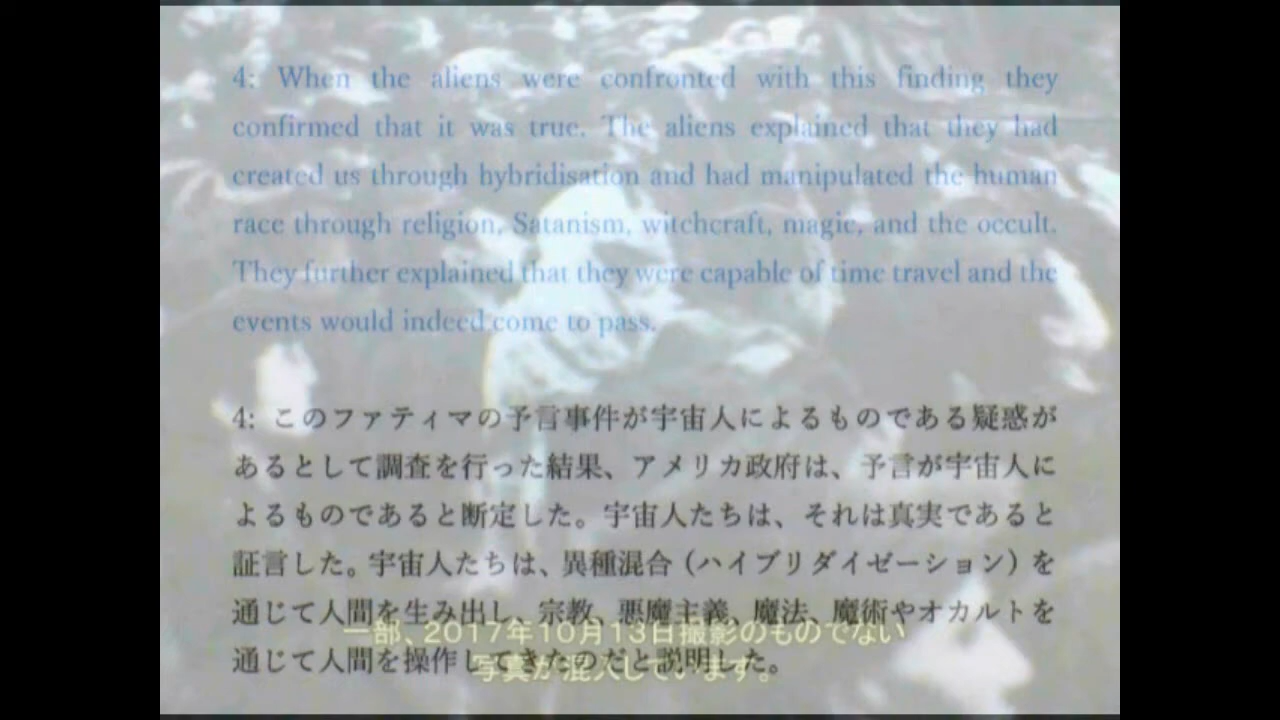 4: When the aliens were confronted with this finding they
confirmed that it was true. The aliens explained that they had
created us through hybridisation and had manipulated the human
race through religion, Satanism, witchcraft, magic, and the occult.
They further explained that they were capable of time travel and the
events would indeed come to pass.
4: このファティマの予言事件が宇宙人によるものである疑惑が
あるとして調査を行った結果、アメリカ政府は、予言が宇宙人に
よるものであると断定した。宇宙人たちは、それは真実であると
証言した。宇宙人たちは、異種混合（ハイブリダイゼーション）を
通じて人間を生み出し、宗教、悪魔主義、魔法、魔術やオカルトを
一部、2017年10月13日撮影のものでない
通じて人間を操作してきたのだと説明した。
写真が混入しています。